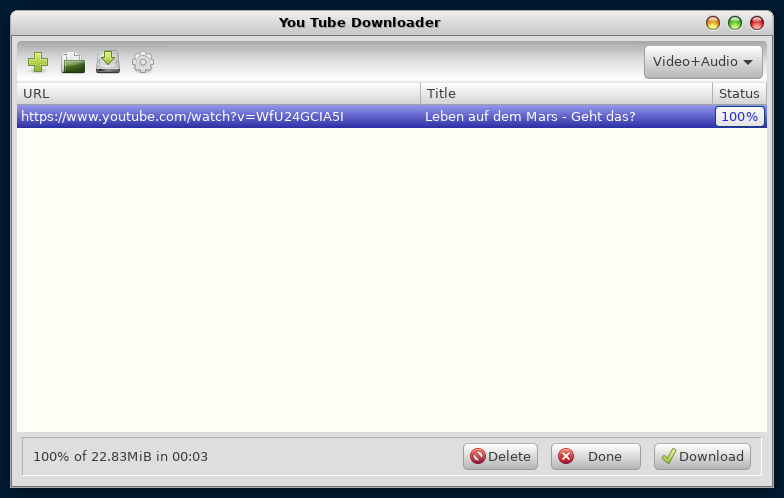 You Tube Downloader
Video+Audio
URL Title Status
https://www.youtube.com/watch?v=WfU24GCIA5I Leben auf dem Mars - Geht das? 100%
100% of 22.83MiB in 00:03 Delete Done Download